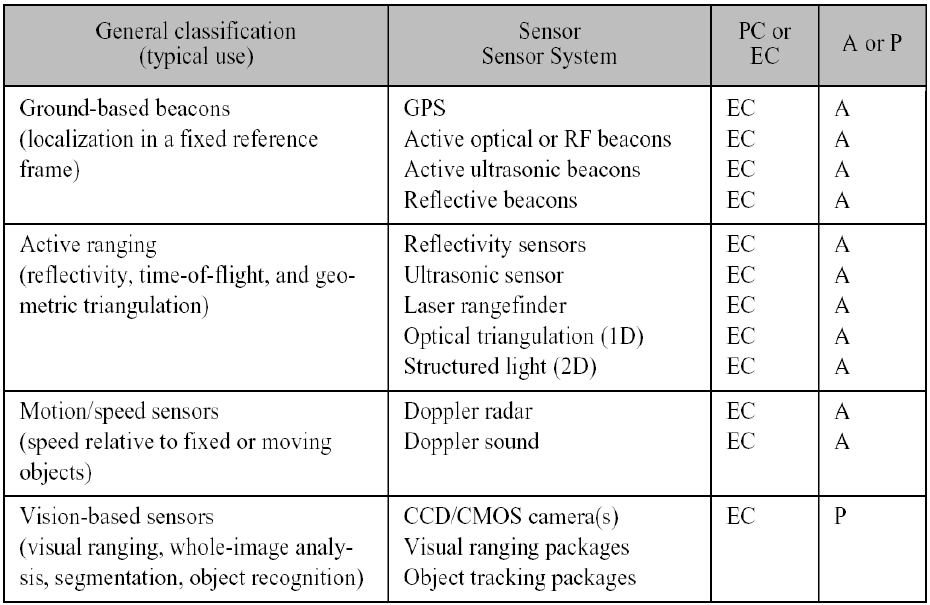 General classification (typical use) | Sensor Sensor System | PC or EC | A or P
Ground-based beacons | GPS | EC | A
(localization in a fixed reference | Active optical or RF beacons | EC | A
frame) | Active ultrasonic beacons | EC | A
Reflective beacons | EC | A
Active ranging | Reflectivity sensors | EC | A
(reflectivity, time-of-flight, and geo- | Ultrasonic sensor | EC | A
metric triangulation) | Laser rangefinder | EC | A
Optical triangulation (1D) | EC | A
Structured light (2D) | EC | A
Motion/speed sensors | Doppler radar | EC | A
(speed relative to fixed or moving | Doppler sound | EC | A
objects)
Vision-based sensors | CCD/CMOS camera(s) | EC | P
(visual ranging, whole-image analy- | Visual ranging packages
sis, segmentation, object recognition) | Object tracking packages